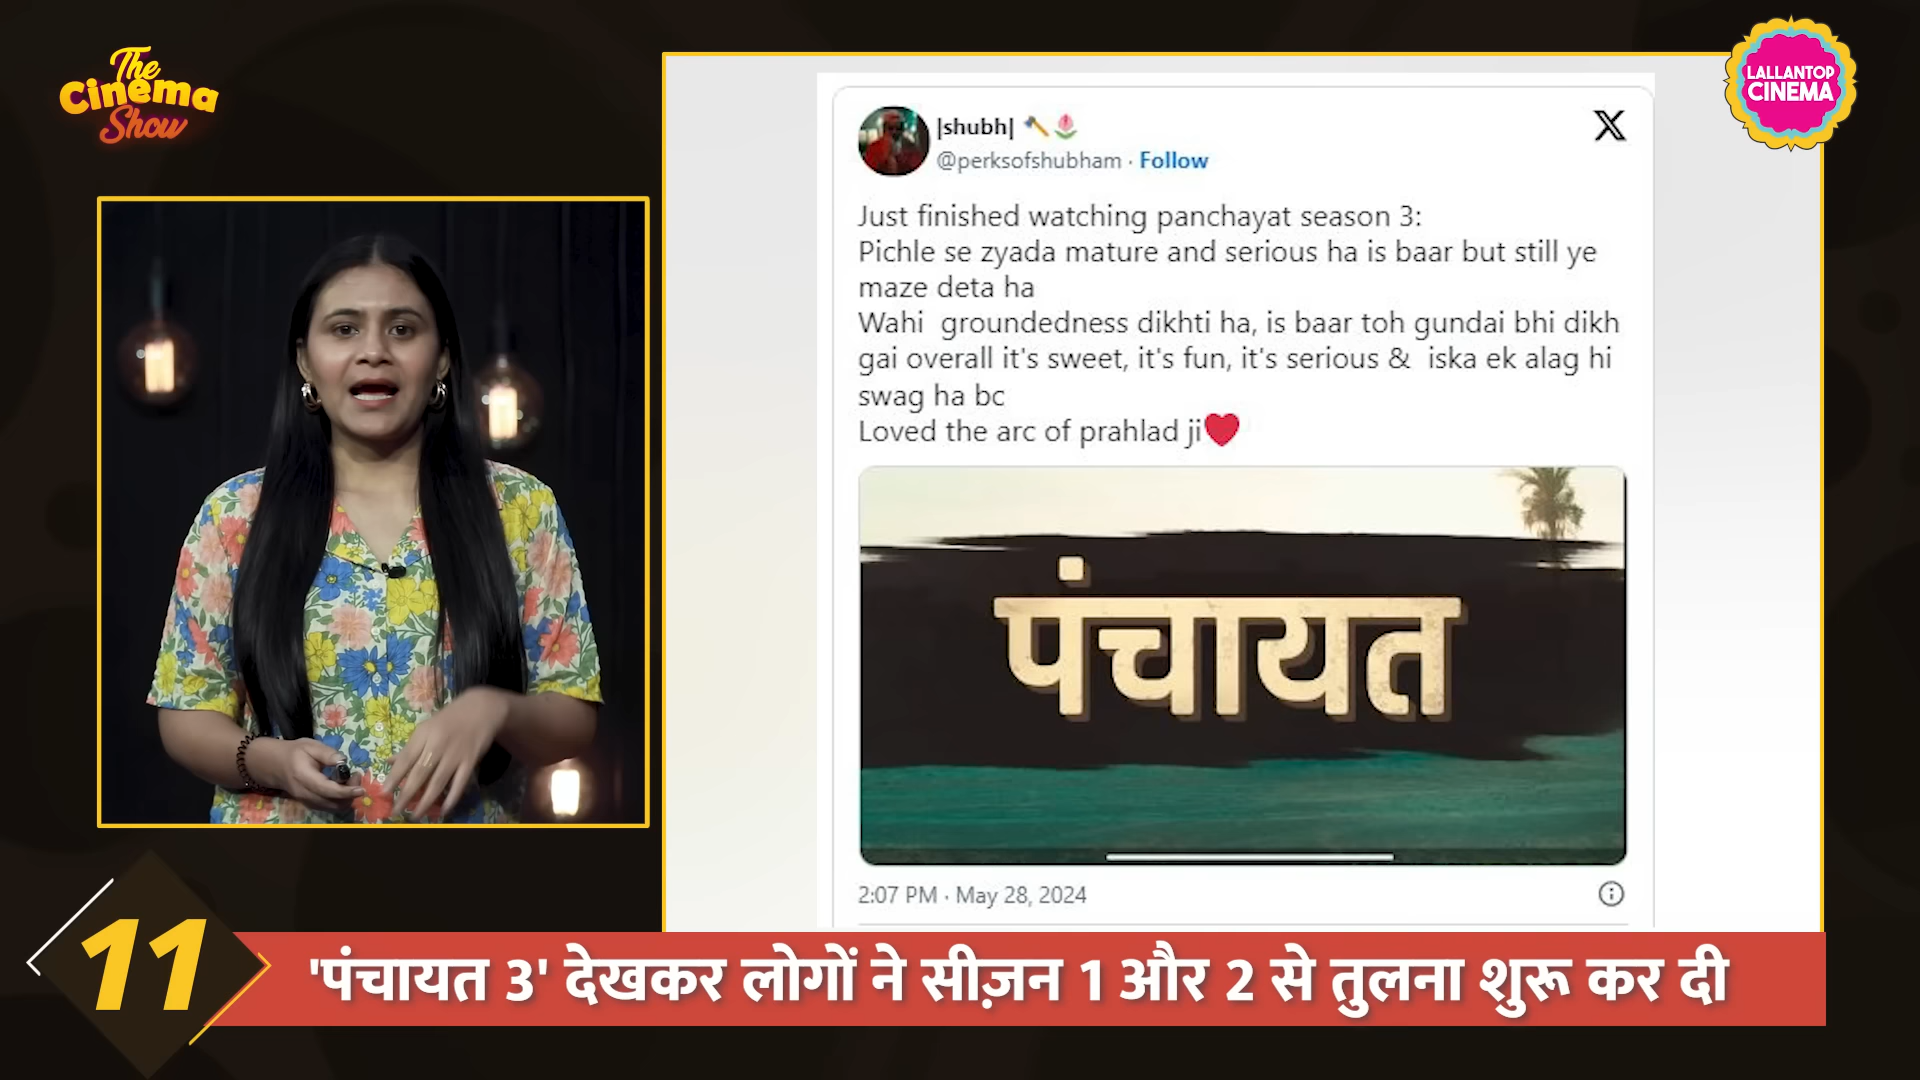 The
Cinema
Show
LALLANTOP
CINEMA
|shubh|
@perksofshubham · Follow
Just finished watching panchayat season 3:
Pichle se zyada mature and serious ha is baar but still ye
maze deta ha
Wahi  groundedness dikhti ha, is baar toh gundai bhi dikh
gai overall it's sweet, it's fun, it's serious &  iska ek alag hi
swag ha bc
Loved the arc of prahlad ji
पंचायत
2:07 PM · May 28, 2024
11
'पंचायत 3' देखकर लोगों ने सीज़न 1 और 2 से तुलना शुरू कर दी